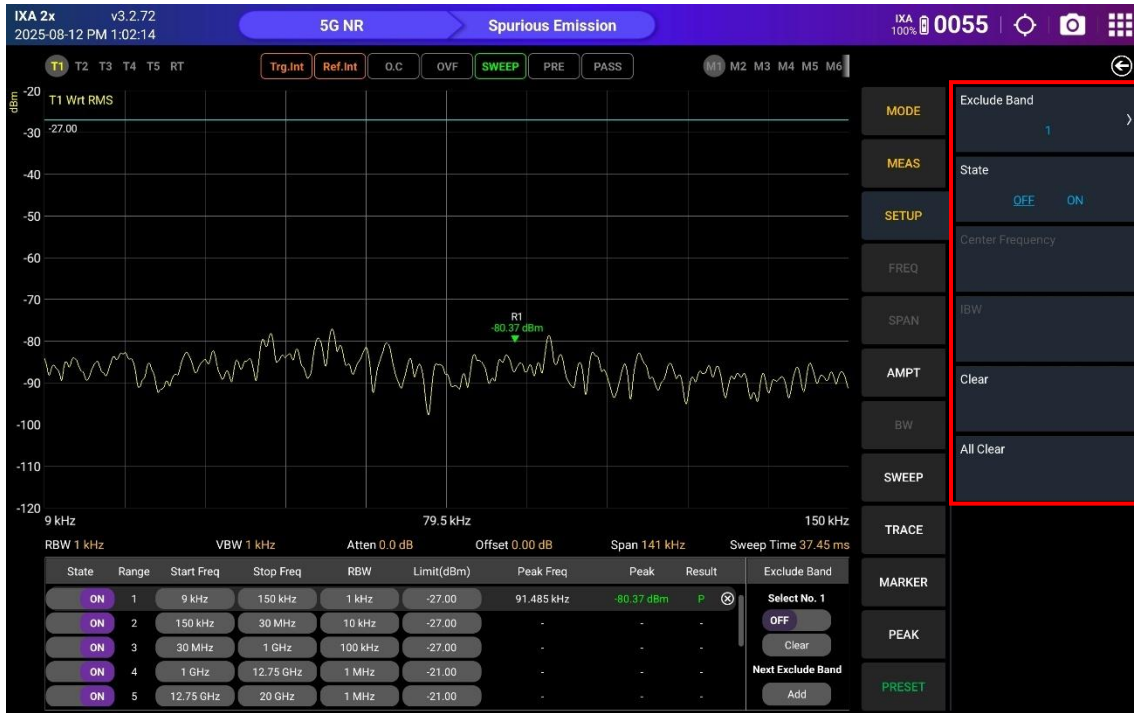 IXA 2x v3.2.72
2025-08-12 PM 1:02:14
5G NR
Spurious Emission
IXA
100%
0055
T1 T2 T3 T4 T5 RT
Trg.Int Ref.Int O.C OVF SWEEP PRE PASS
M1 M2 M3 M4 M5 M6
dBm
T1 Wrt RMS
-27.00
-20
-30
-40
-50
-60
-70
-80
-90
-100
-110
-120
R1
-80.37 dBm
9 kHz 79.5 kHz 150 kHz
RBW 1 kHz VBW 1 kHz Atten 0.0 dB Offset 0.00 dB Span 141 kHz Sweep Time 37.45 ms
State Range Start Freq Stop Freq RBW Limit(dBm) Peak Freq Peak Result
ON 1 9 kHz 150 kHz 1 kHz -27.00 91.485 kHz -80.37 dBm P
ON 2 150 kHz 30 MHz 10 kHz -27.00 - - -
ON 3 30 MHz 1 GHz 100 kHz -27.00 - - -
ON 4 1 GHz 12.75 GHz 1 MHz -21.00 - - -
ON 5 12.75 GHz 20 GHz 1 MHz -21.00 - - -
Exclude Band
Select No. 1
OFF
Clear
Next Exclude Band
Add
MODE
MEAS
SETUP
FREQ
SPAN
AMPT
BW
SWEEP
TRACE
MARKER
PEAK
PRESET
Exclude Band
1
State
OFF ON
Center Frequency
IBW
Clear
All Clear